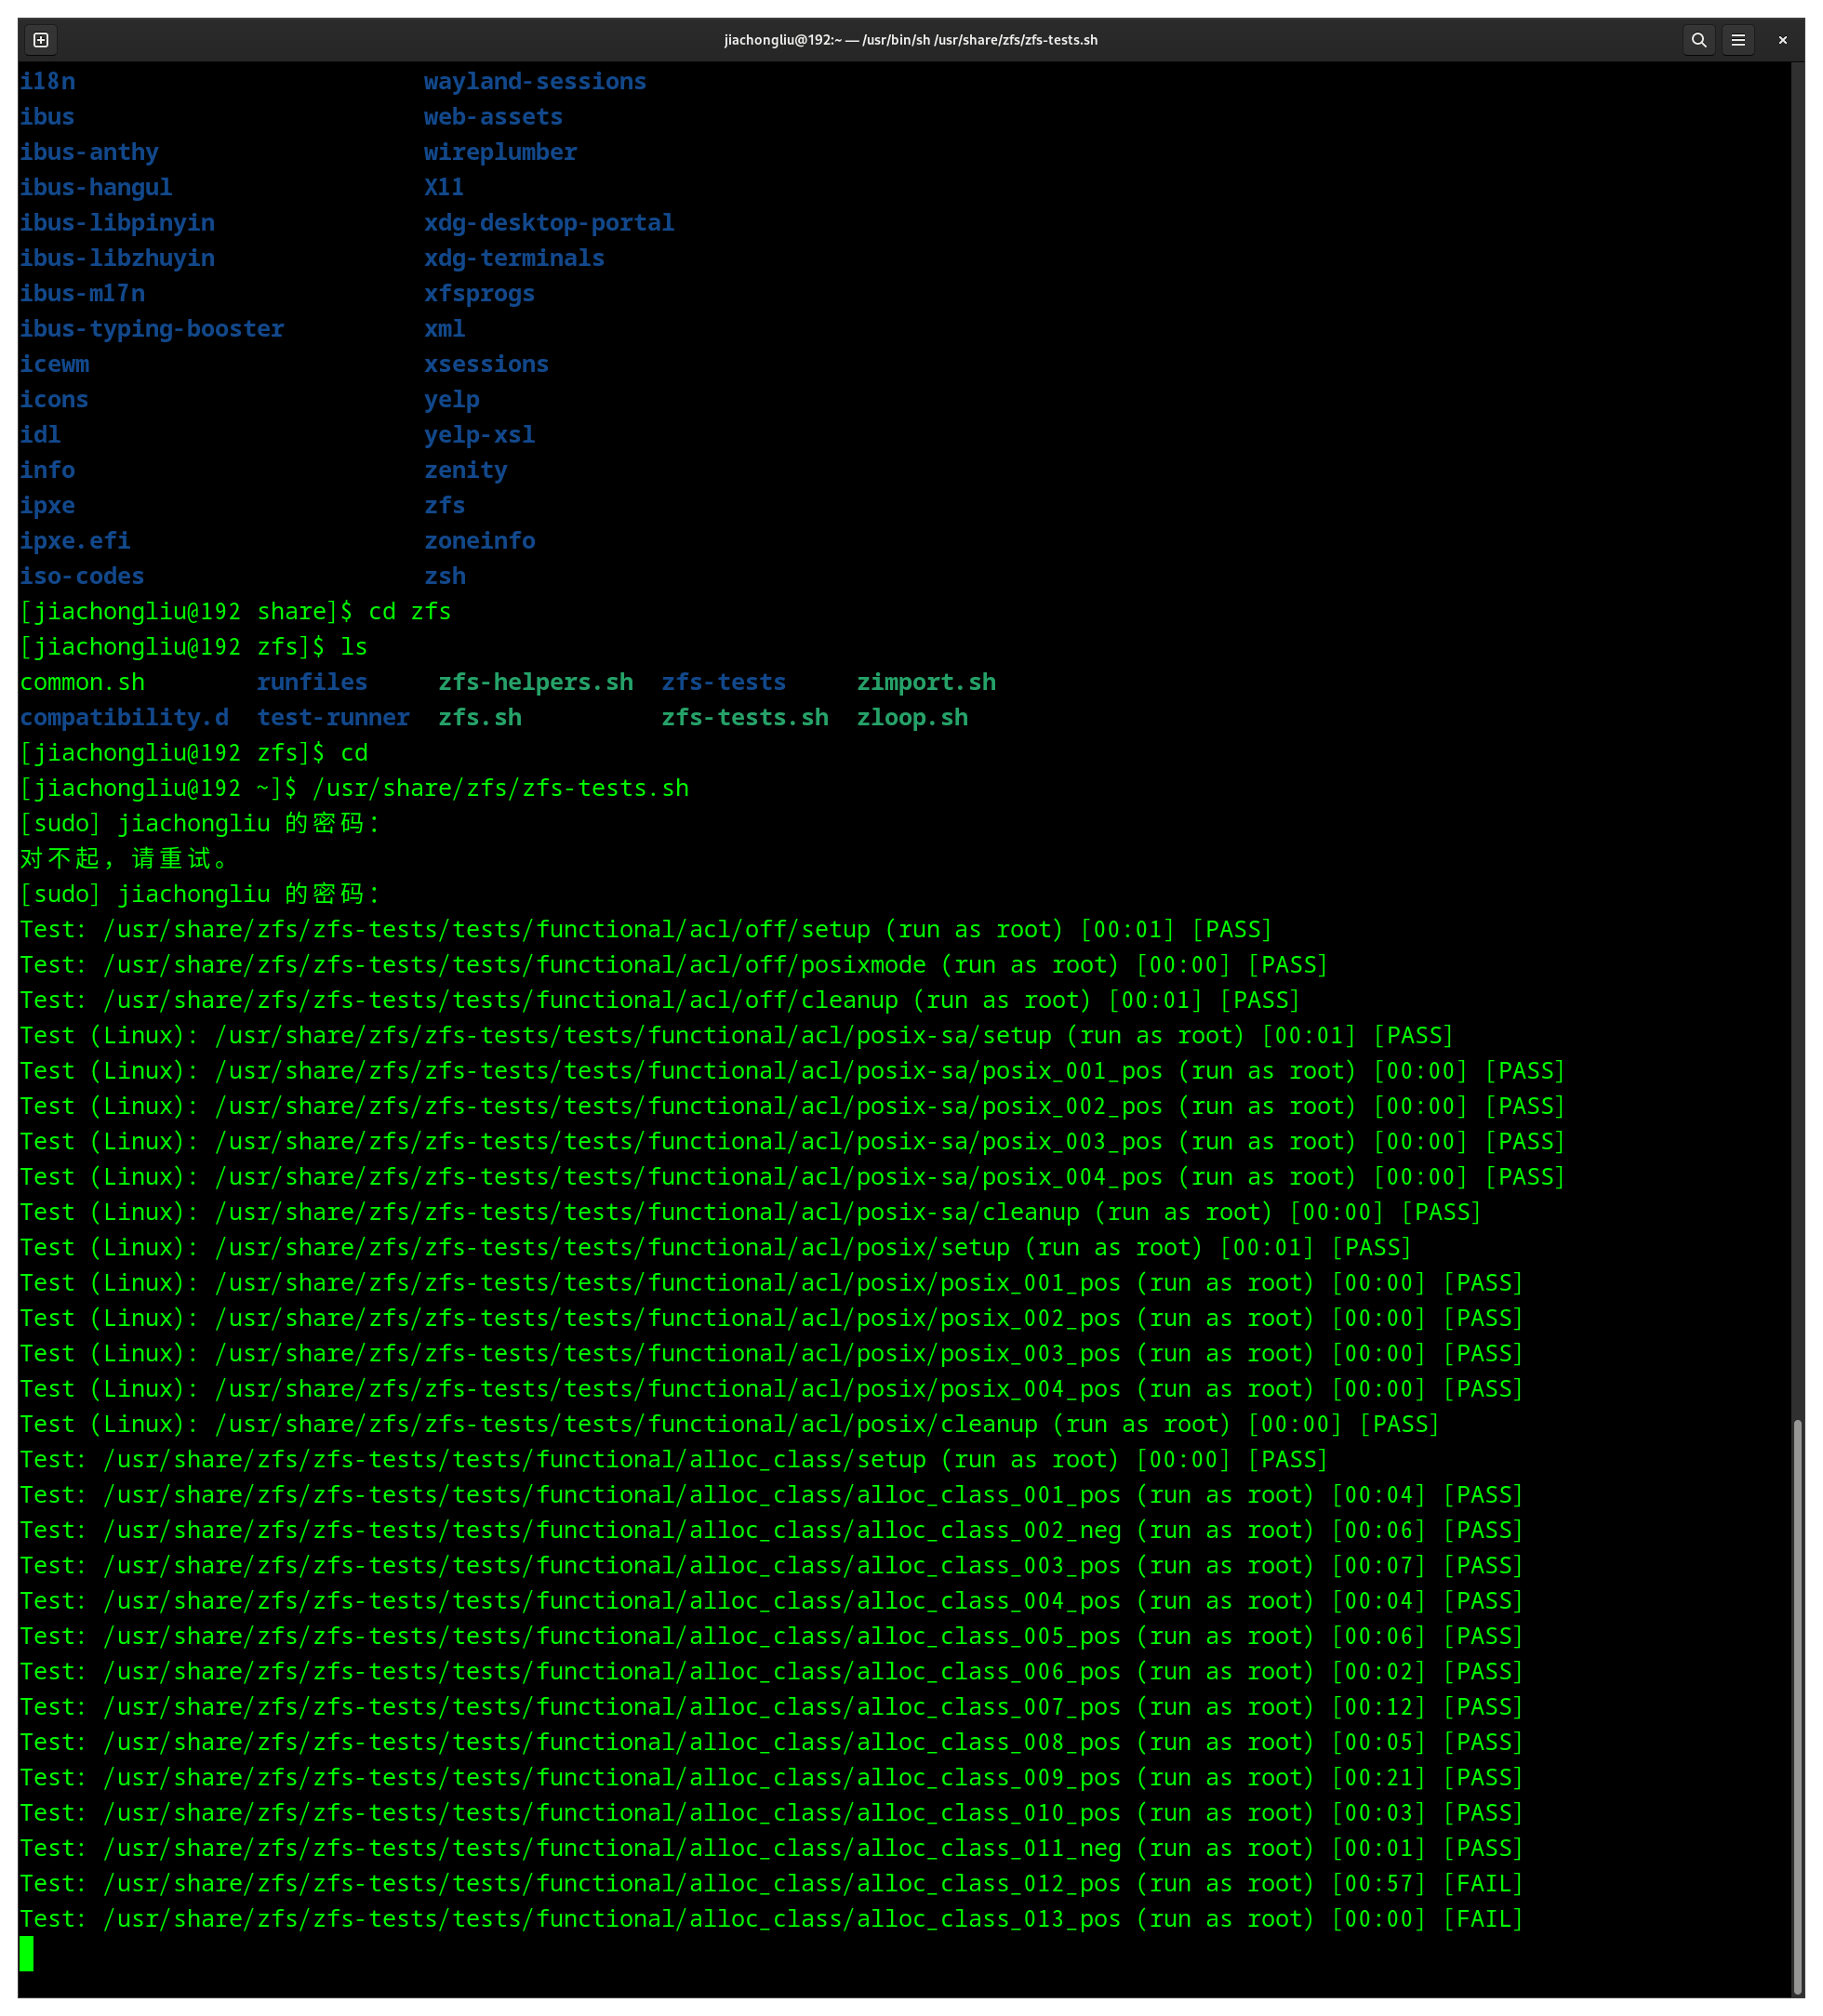 jiachongliu@192:~ — /usr/bin/sh /usr/share/zfs/zfs-tests.sh
i18n                         wayland-sessions
ibus                         web-assets
ibus-anthy                   wireplumber
ibus-hangul                  X11
ibus-libpinyin               xdg-desktop-portal
ibus-libzhuyin               xdg-terminals
ibus-m17n                    xfsprogs
ibus-typing-booster          xml
icewm                        xsessions
icons                        yelp
idl                          yelp-xsl
info                         zenity
ipxe                         zfs
ipxe.efi                     zoneinfo
iso-codes                    zsh
[jiachongliu@192 share]$ cd zfs
[jiachongliu@192 zfs]$ ls
common.sh        runfiles     zfs-helpers.sh  zfs-tests     zimport.sh
compatibility.d  test-runner  zfs.sh          zfs-tests.sh  zloop.sh
[jiachongliu@192 zfs]$ cd
[jiachongliu@192 ~]$ /usr/share/zfs/zfs-tests.sh
[sudo] jiachongliu 的密码：
对不起，请重试。
[sudo] jiachongliu 的密码：
Test: /usr/share/zfs/zfs-tests/tests/functional/acl/off/setup (run as root) [00:01] [PASS]
Test: /usr/share/zfs/zfs-tests/tests/functional/acl/off/posixmode (run as root) [00:00] [PASS]
Test: /usr/share/zfs/zfs-tests/tests/functional/acl/off/cleanup (run as root) [00:01] [PASS]
Test (Linux): /usr/share/zfs/zfs-tests/tests/functional/acl/posix-sa/setup (run as root) [00:01] [PASS]
Test (Linux): /usr/share/zfs/zfs-tests/tests/functional/acl/posix-sa/posix_001_pos (run as root) [00:00] [PASS]
Test (Linux): /usr/share/zfs/zfs-tests/tests/functional/acl/posix-sa/posix_002_pos (run as root) [00:00] [PASS]
Test (Linux): /usr/share/zfs/zfs-tests/tests/functional/acl/posix-sa/posix_003_pos (run as root) [00:00] [PASS]
Test (Linux): /usr/share/zfs/zfs-tests/tests/functional/acl/posix-sa/posix_004_pos (run as root) [00:00] [PASS]
Test (Linux): /usr/share/zfs/zfs-tests/tests/functional/acl/posix-sa/cleanup (run as root) [00:00] [PASS]
Test (Linux): /usr/share/zfs/zfs-tests/tests/functional/acl/posix/setup (run as root) [00:01] [PASS]
Test (Linux): /usr/share/zfs/zfs-tests/tests/functional/acl/posix/posix_001_pos (run as root) [00:00] [PASS]
Test (Linux): /usr/share/zfs/zfs-tests/tests/functional/acl/posix/posix_002_pos (run as root) [00:00] [PASS]
Test (Linux): /usr/share/zfs/zfs-tests/tests/functional/acl/posix/posix_003_pos (run as root) [00:00] [PASS]
Test (Linux): /usr/share/zfs/zfs-tests/tests/functional/acl/posix/posix_004_pos (run as root) [00:00] [PASS]
Test (Linux): /usr/share/zfs/zfs-tests/tests/functional/acl/posix/cleanup (run as root) [00:00] [PASS]
Test: /usr/share/zfs/zfs-tests/tests/functional/alloc_class/setup (run as root) [00:00] [PASS]
Test: /usr/share/zfs/zfs-tests/tests/functional/alloc_class/alloc_class_001_pos (run as root) [00:04] [PASS]
Test: /usr/share/zfs/zfs-tests/tests/functional/alloc_class/alloc_class_002_neg (run as root) [00:06] [PASS]
Test: /usr/share/zfs/zfs-tests/tests/functional/alloc_class/alloc_class_003_pos (run as root) [00:07] [PASS]
Test: /usr/share/zfs/zfs-tests/tests/functional/alloc_class/alloc_class_004_pos (run as root) [00:04] [PASS]
Test: /usr/share/zfs/zfs-tests/tests/functional/alloc_class/alloc_class_005_pos (run as root) [00:06] [PASS]
Test: /usr/share/zfs/zfs-tests/tests/functional/alloc_class/alloc_class_006_pos (run as root) [00:02] [PASS]
Test: /usr/share/zfs/zfs-tests/tests/functional/alloc_class/alloc_class_007_pos (run as root) [00:12] [PASS]
Test: /usr/share/zfs/zfs-tests/tests/functional/alloc_class/alloc_class_008_pos (run as root) [00:05] [PASS]
Test: /usr/share/zfs/zfs-tests/tests/functional/alloc_class/alloc_class_009_pos (run as root) [00:21] [PASS]
Test: /usr/share/zfs/zfs-tests/tests/functional/alloc_class/alloc_class_010_pos (run as root) [00:03] [PASS]
Test: /usr/share/zfs/zfs-tests/tests/functional/alloc_class/alloc_class_011_neg (run as root) [00:01] [PASS]
Test: /usr/share/zfs/zfs-tests/tests/functional/alloc_class/alloc_class_012_pos (run as root) [00:57] [FAIL]
Test: /usr/share/zfs/zfs-tests/tests/functional/alloc_class/alloc_class_013_pos (run as root) [00:00] [FAIL]